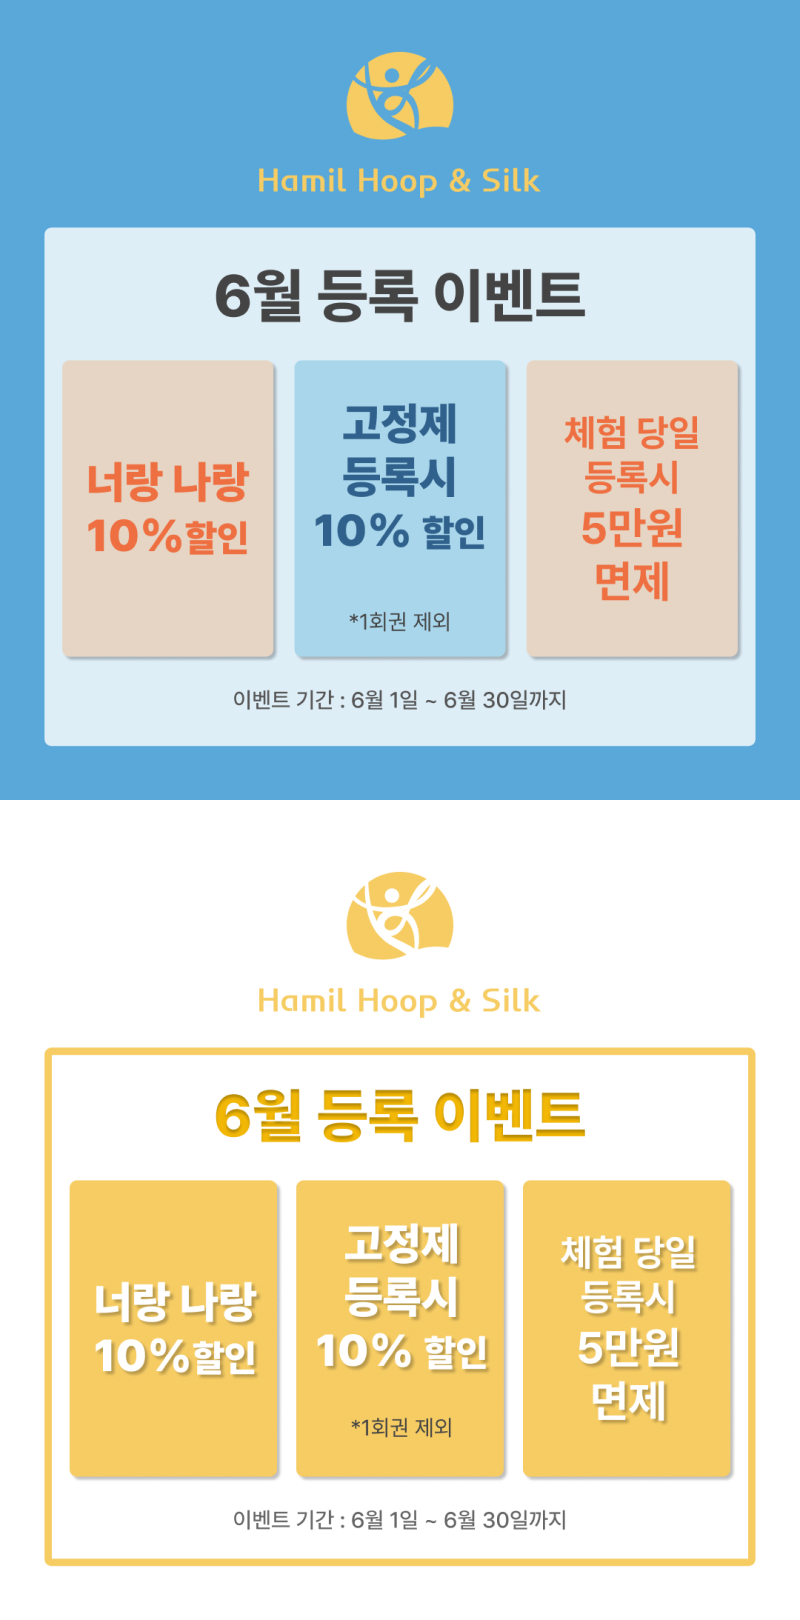 Hamil Hoop & Silk
6월 등록 이벤트
너랑 나랑
10%할인
고정제
등록시
10% 할인
*1회권 제외
체험 당일
등록시
5만원
면제
이벤트 기간 : 6월 1일 ~ 6월 30일까지
Hamil Hoop & Silk
6월 등록 이벤트
너랑 나랑
10%할인
고정제
등록시
10% 할인
*1회권 제외
체험 당일
등록시
5만원
면제
이벤트 기간 : 6월 1일 ~ 6월 30일까지